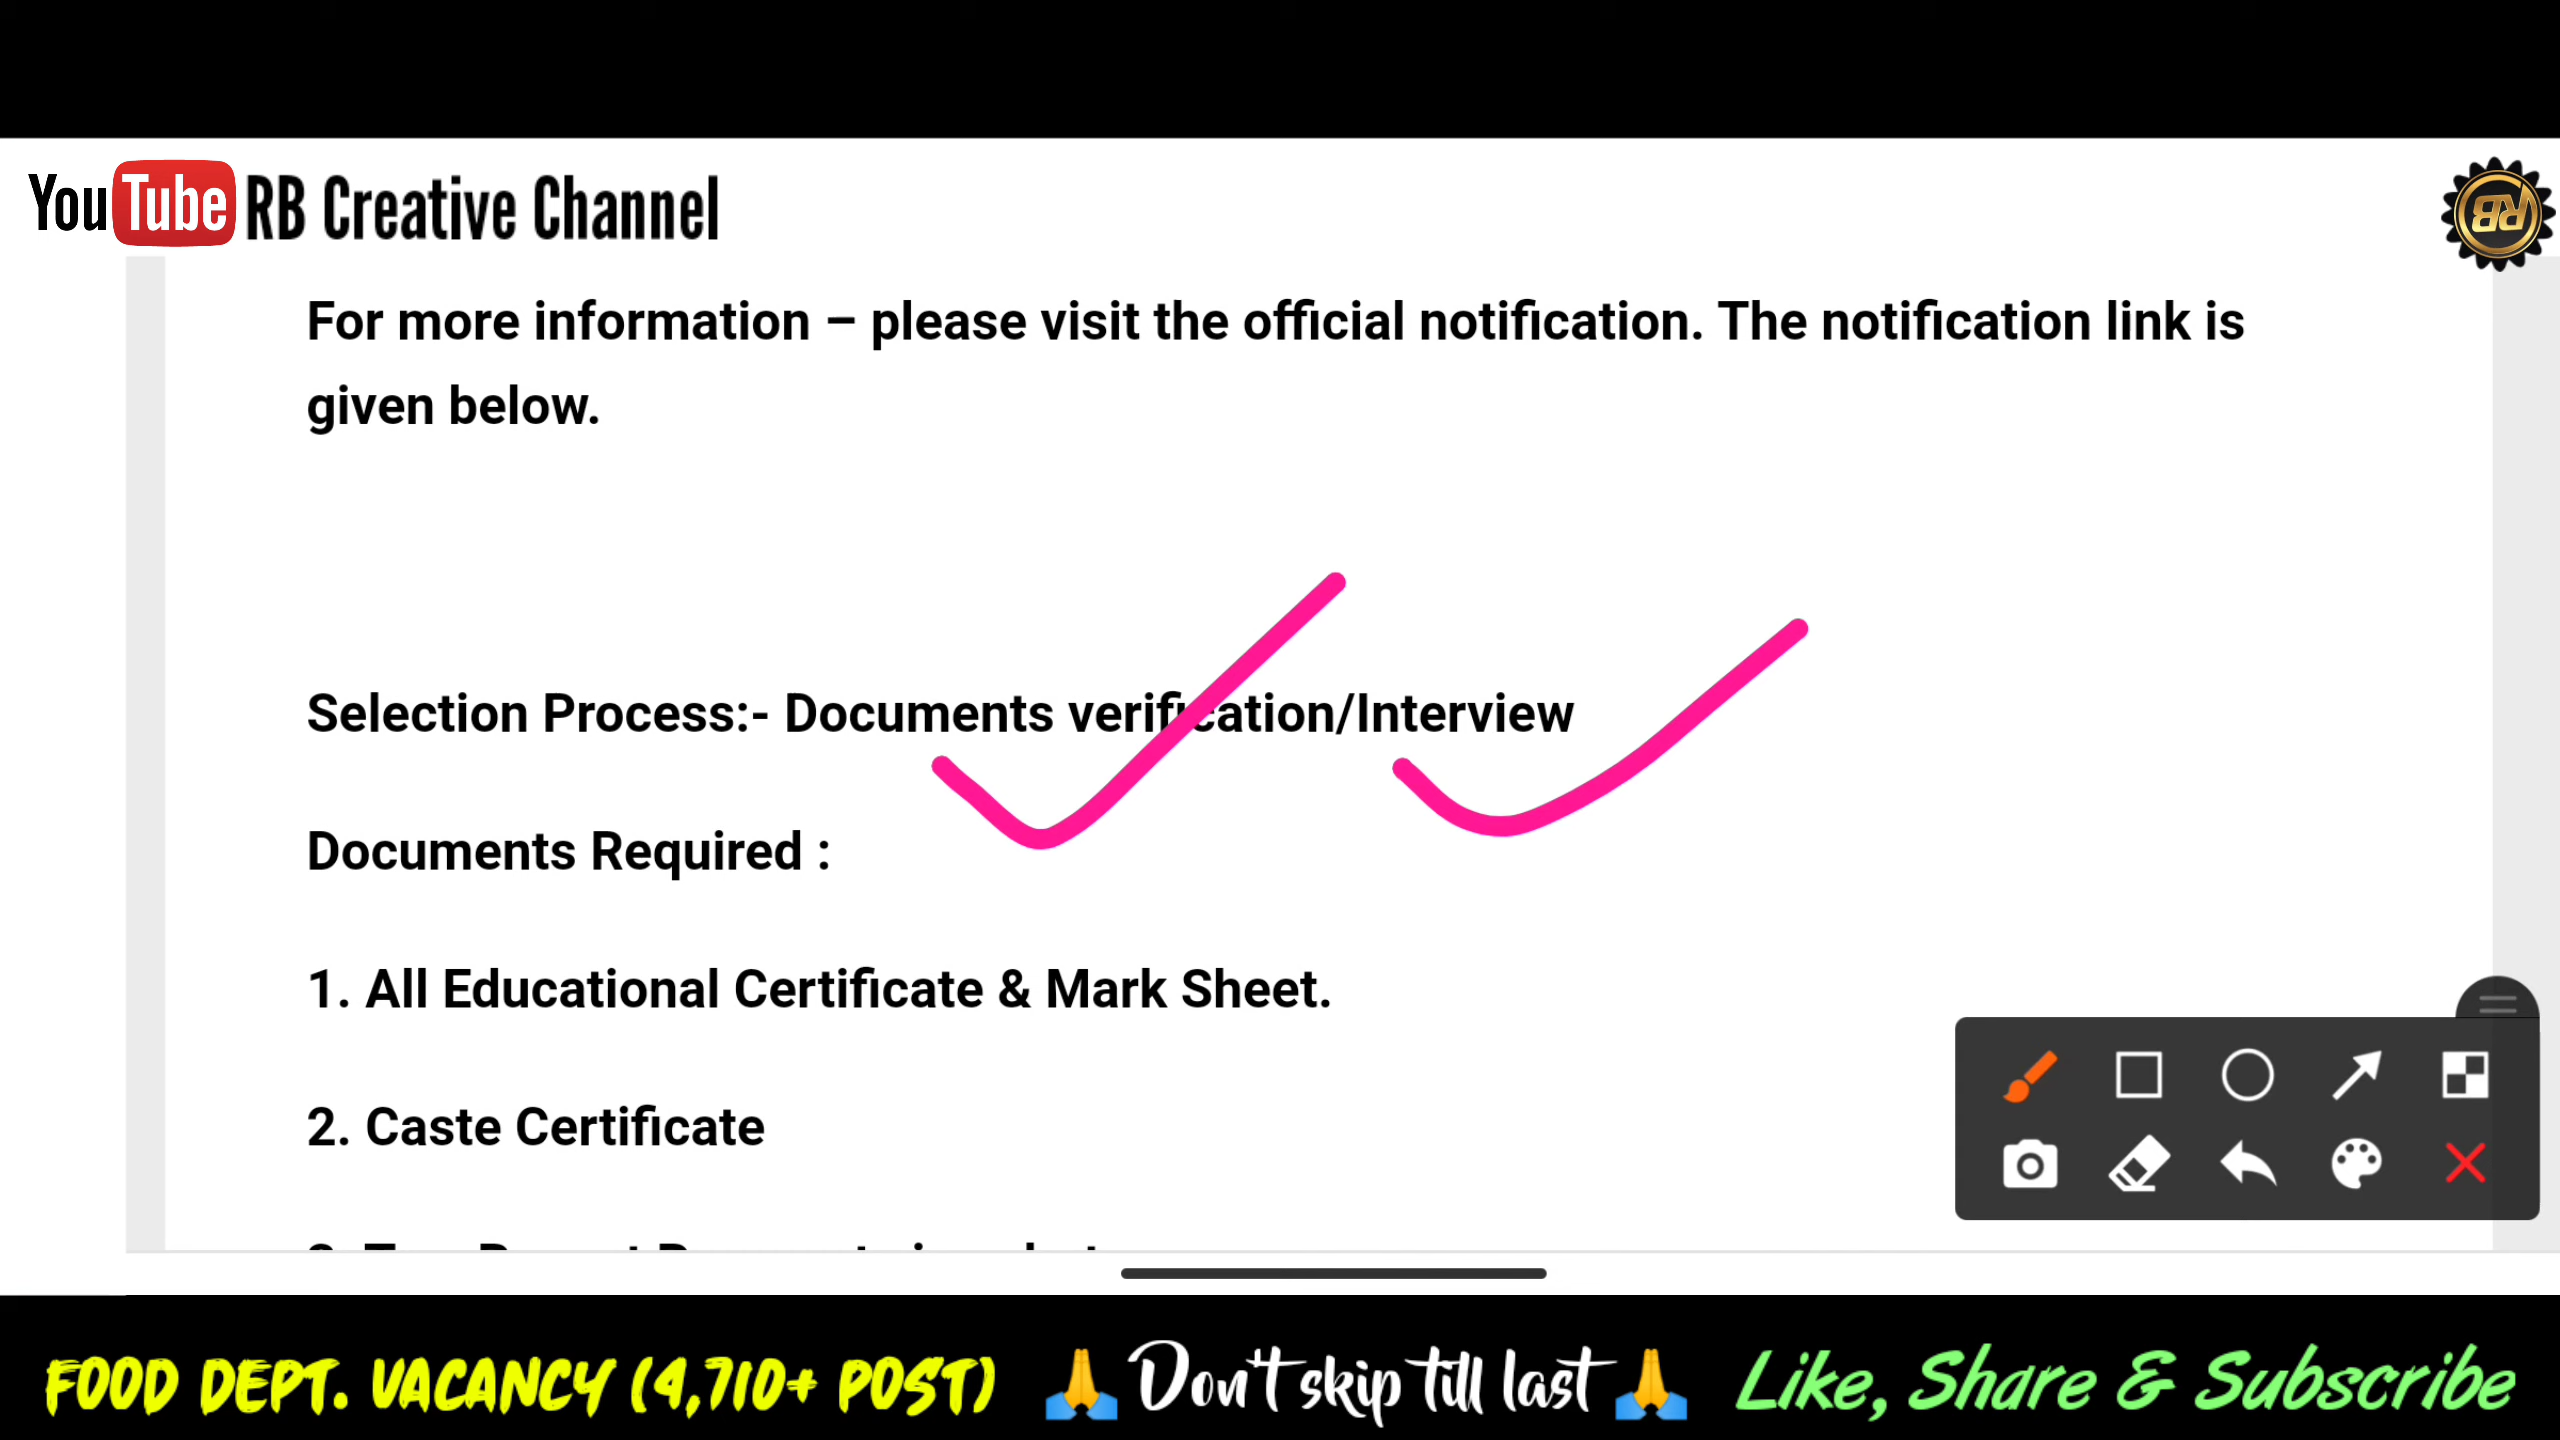 YouTube RB Creative Channel
RB
For more information – please visit the official notification. The notification link is
given below.
Selection Process:- Documents verification/Interview
Documents Required :
1. All Educational Certificate & Mark Sheet.
2. Caste Certificate
FOOD DEPT. VACANCY (4,710+ POST) 🙏Don't skip till last🙏 Like, Share & Subscribe